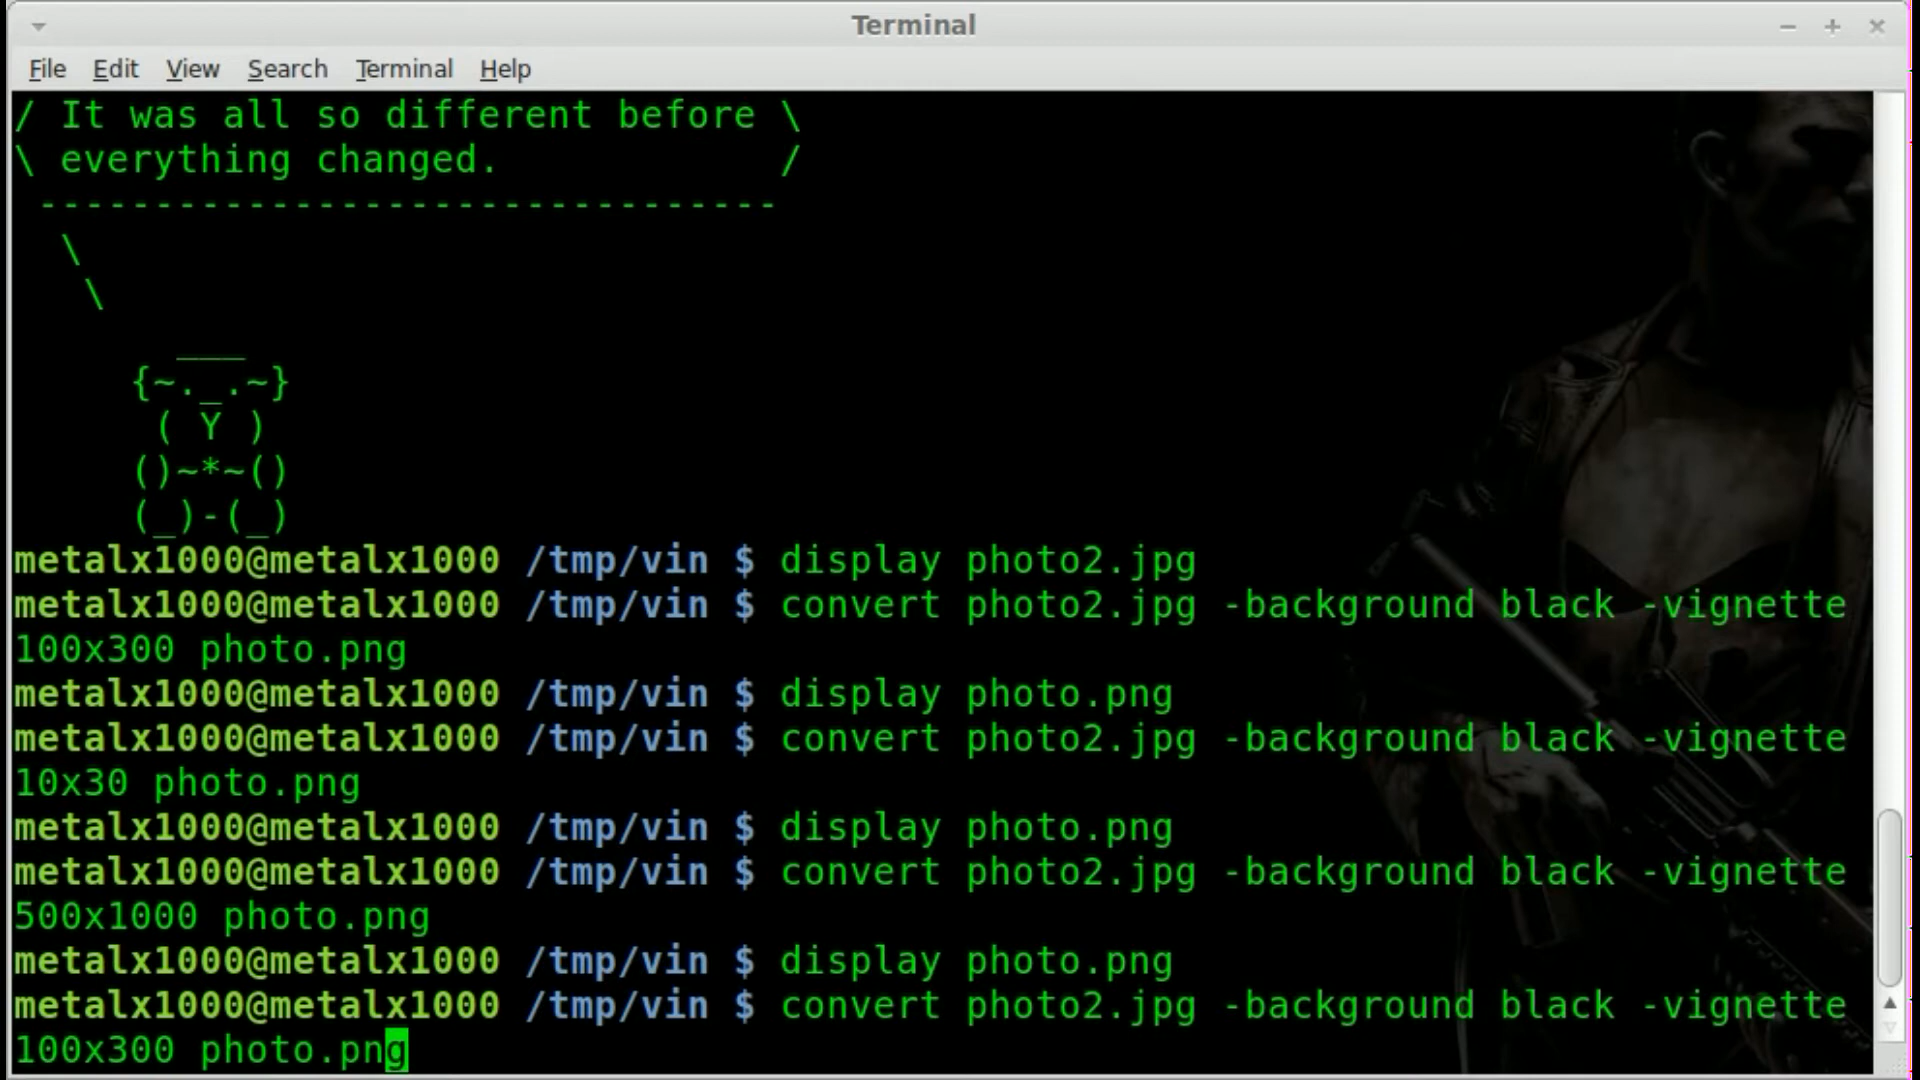 Terminal
File Edit View Search Terminal Help
/ It was all so different before \
\ everything changed.            /
 --------------------------------
  \
   \
       ___
     {~._.~}
      ( Y )
     ()~*~()
     (_)-(_)
metalx1000@metalx1000 /tmp/vin $ display photo2.jpg
metalx1000@metalx1000 /tmp/vin $ convert photo2.jpg -background black -vignette
100x300 photo.png
metalx1000@metalx1000 /tmp/vin $ display photo.png
metalx1000@metalx1000 /tmp/vin $ convert photo2.jpg -background black -vignette
10x30 photo.png
metalx1000@metalx1000 /tmp/vin $ display photo.png
metalx1000@metalx1000 /tmp/vin $ convert photo2.jpg -background black -vignette
500x1000 photo.png
metalx1000@metalx1000 /tmp/vin $ display photo.png
metalx1000@metalx1000 /tmp/vin $ convert photo2.jpg -background black -vignette
100x300 photo.png